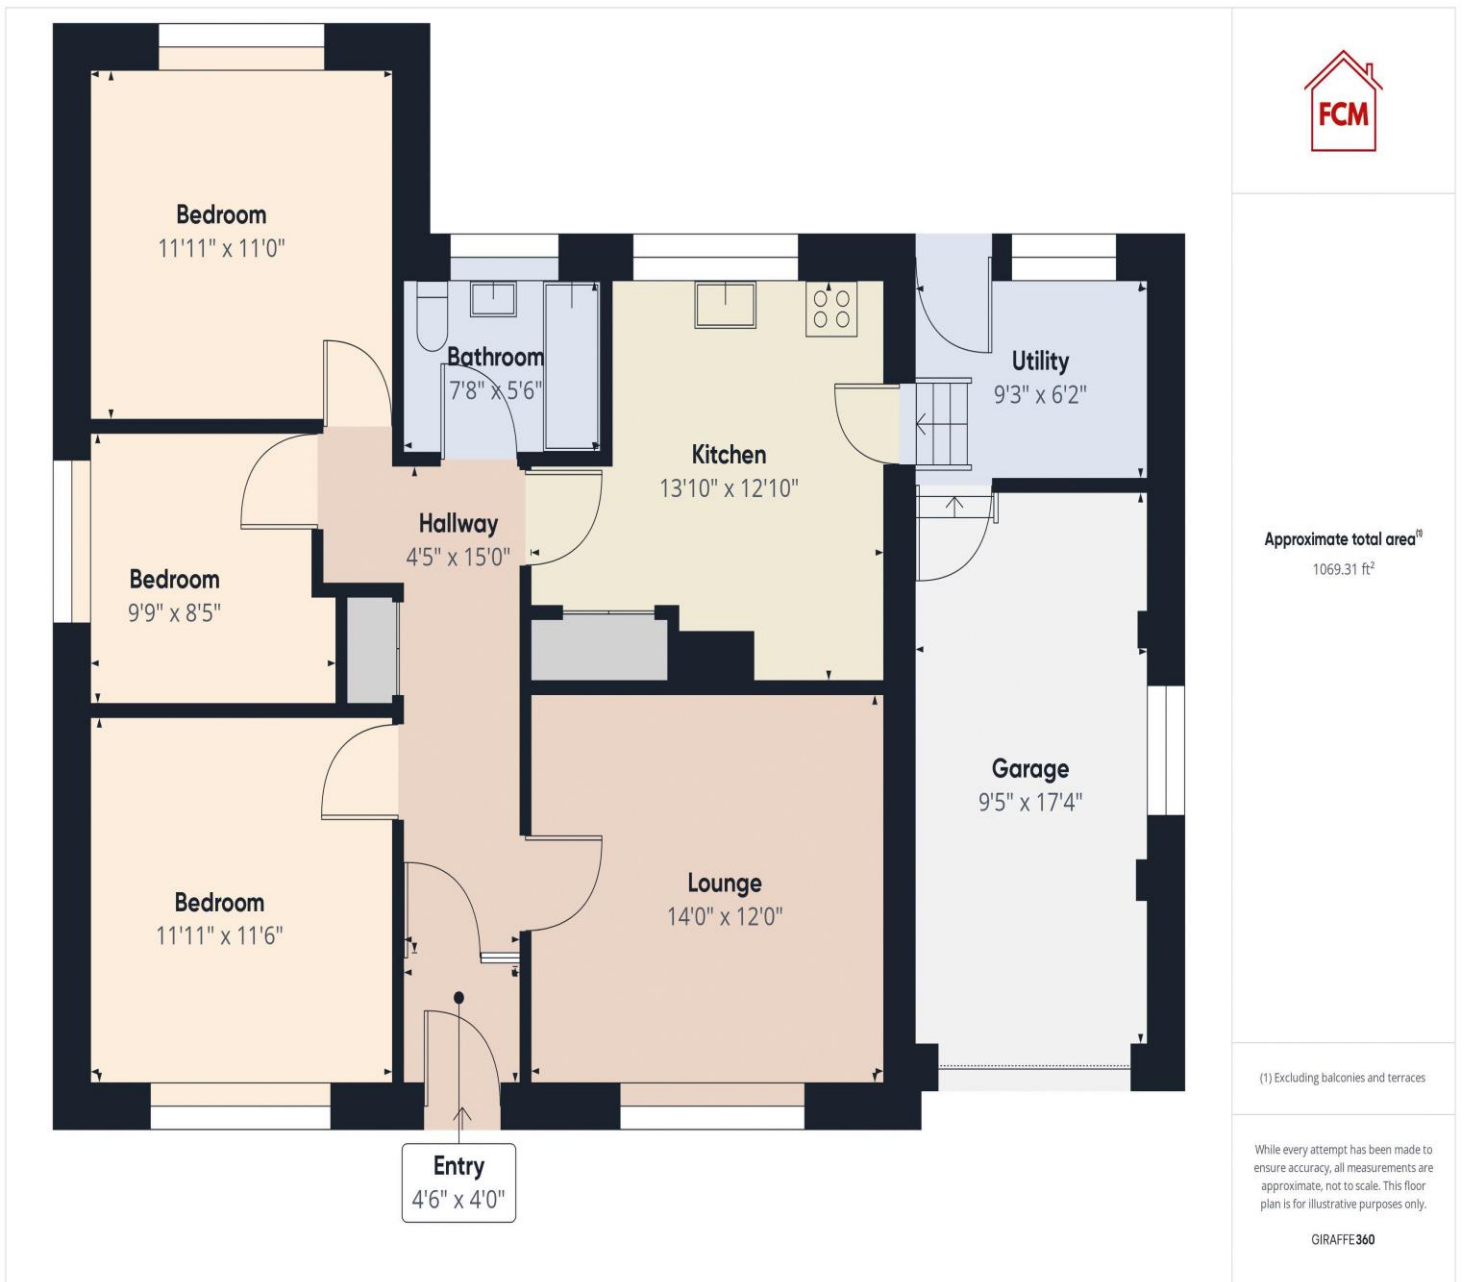 Bedroom
11'11" x 11'0"
Bathroom
7'8" x 5'6"
Utility
9'3" x 6'2"
Kitchen
13'10" x 12'10"
Hallway
4'5" x 15'0"
Bedroom
9'9" x 8'5"
Garage
9'5" x 17'4"
Lounge
14'0" x 12'0"
Bedroom
11'11" x 11'6"
Entry
4'6" x 4'0"
FCM
Approximate total area(1)
1069.31 ft²
(1) Excluding balconies and terraces
While every attempt has been made to
ensure accuracy, all measurements are
approximate, not to scale. This floor
plan is for illustrative purposes only.
GIRAFFE360